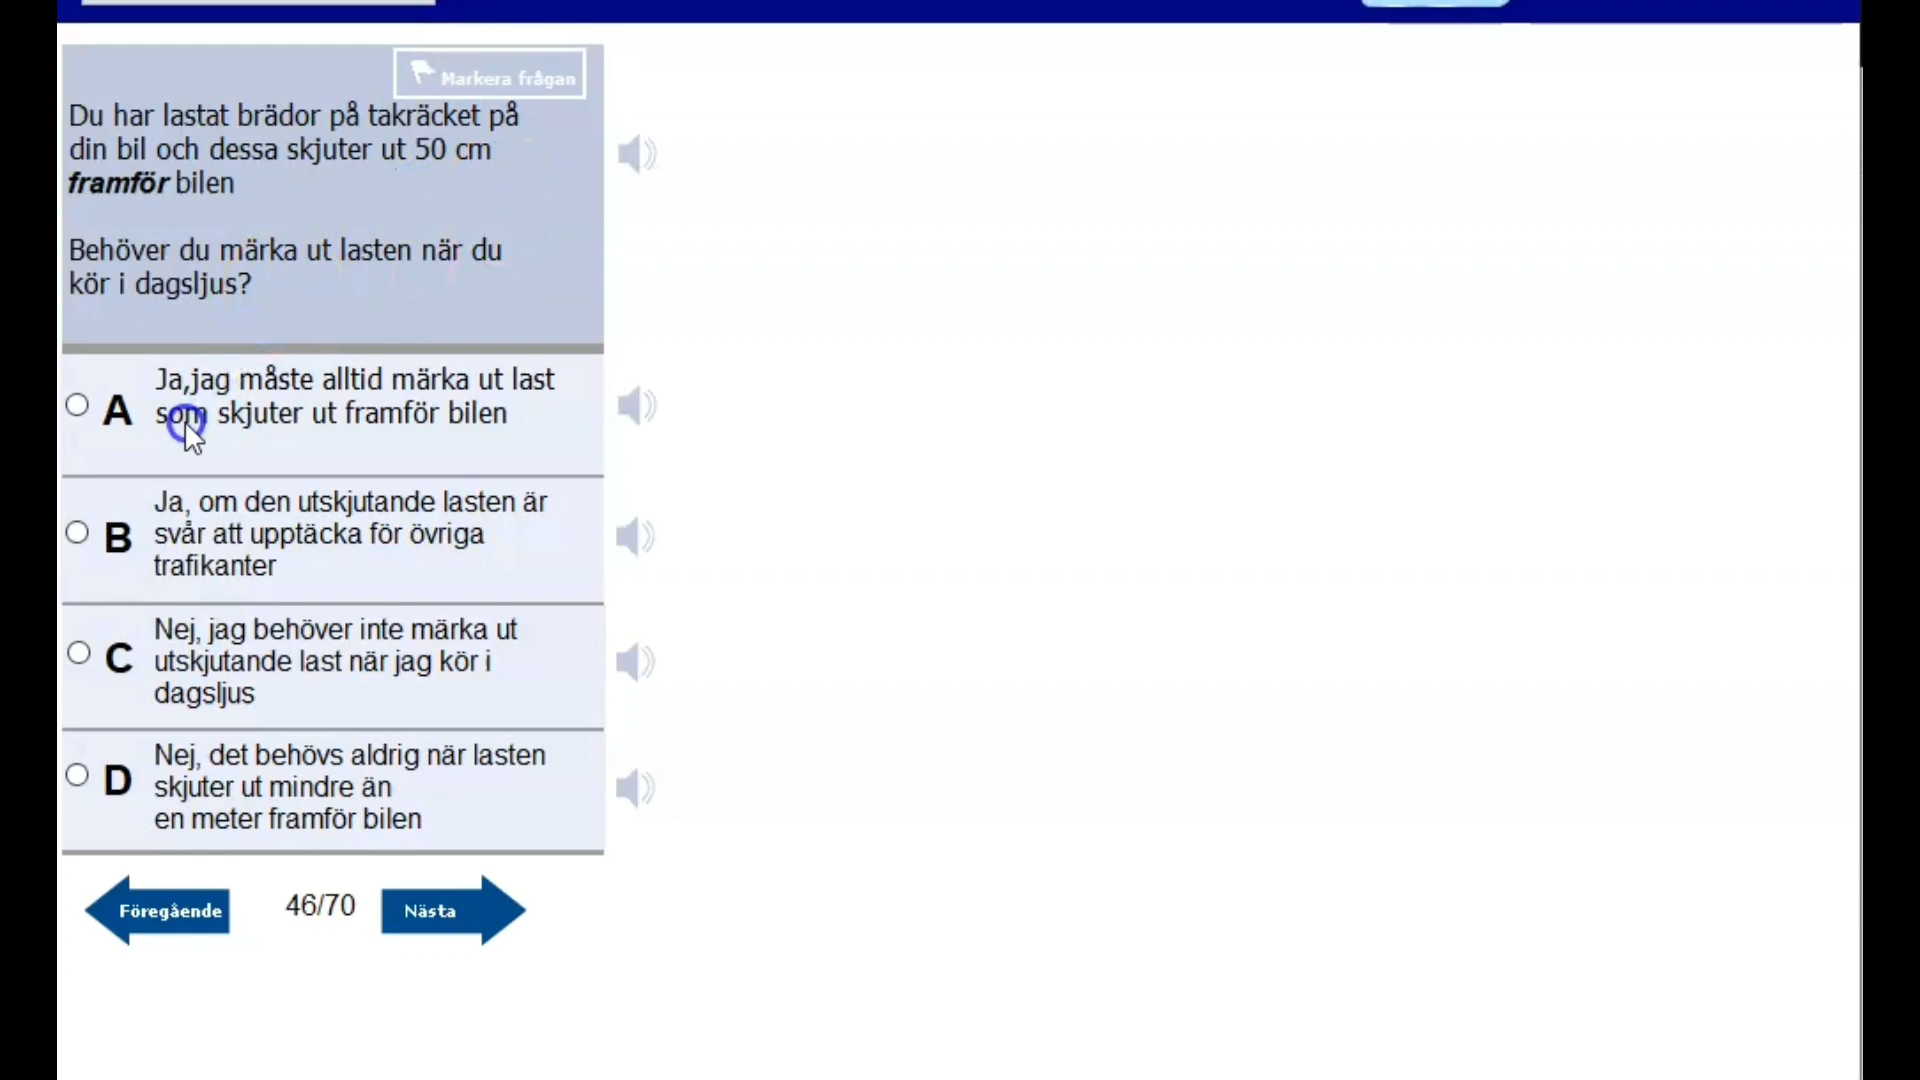 Markera frågan
Du har lastat brädor på takräcket på
din bil och dessa skjuter ut 50 cm
framför bilen
Behöver du märka ut lasten när du
kör i dagsljus?
A
Ja,jag måste alltid märka ut last
som skjuter ut framför bilen
B
Ja, om den utskjutande lasten är
svår att upptäcka för övriga
trafikanter
C
Nej, jag behöver inte märka ut
utskjutande last när jag kör i
dagsljus
D
Nej, det behövs aldrig när lasten
skjuter ut mindre än
en meter framför bilen
Föregående
46/70
Nästa